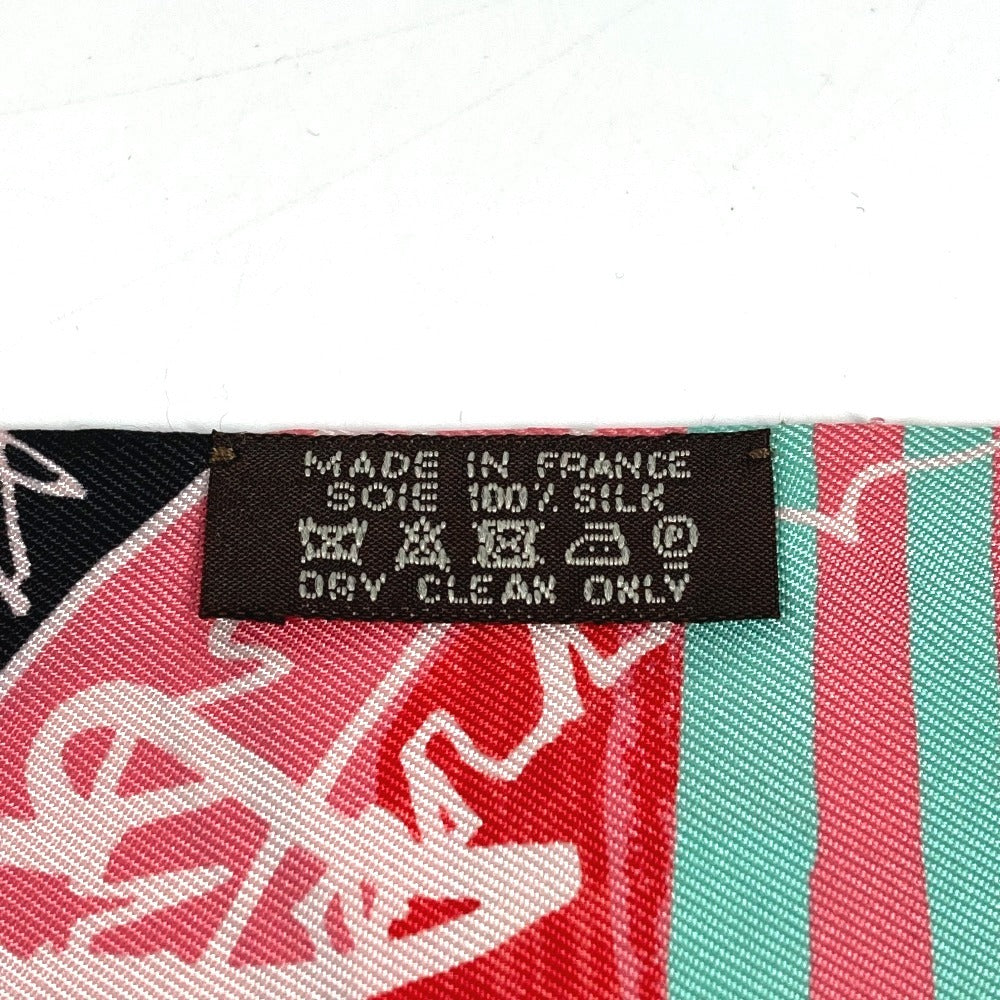 MADE IN FRANCE
SOIE 100% SILK
P
DRY CLEAN ONLY